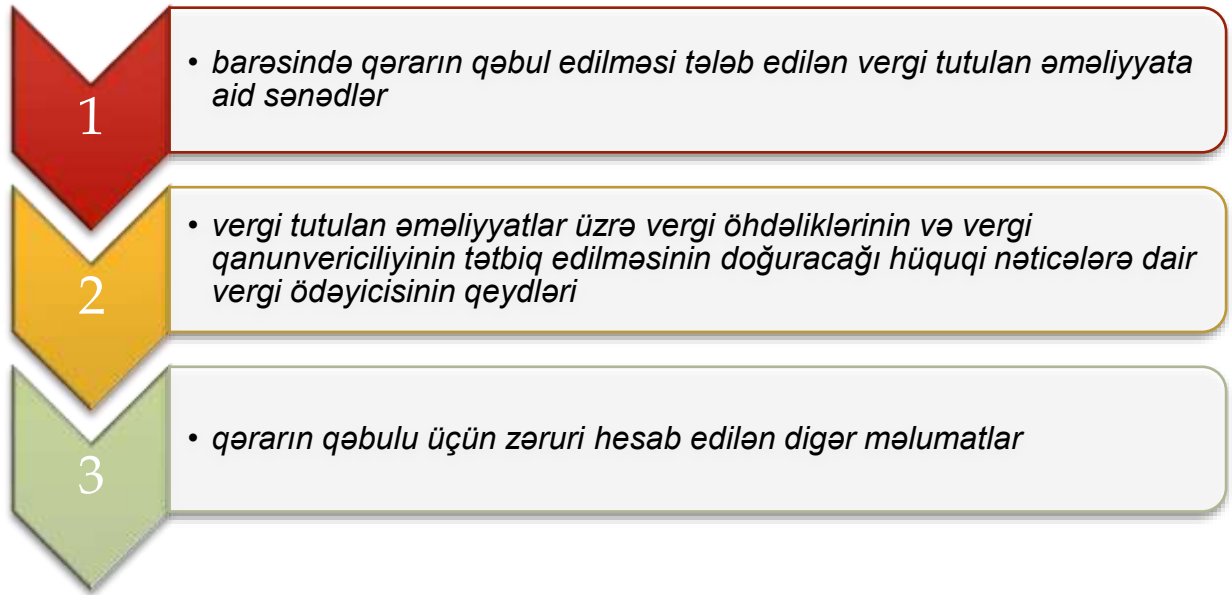 1
• barəsində qərarın qəbul edilməsi tələb edilən vergi tutulan əməliyyata
aid sənədlər
2
• vergi tutulan əməliyyatlar üzrə vergi öhdəliklərinin və vergi
qanunvericiliyinin tətbiq edilməsinin doğuracağı hüquqi nəticələrə dair
vergi ödəyicisinin qeydləri
3
• qərarın qəbulu üçün zəruri hesab edilən digər məlumatlar